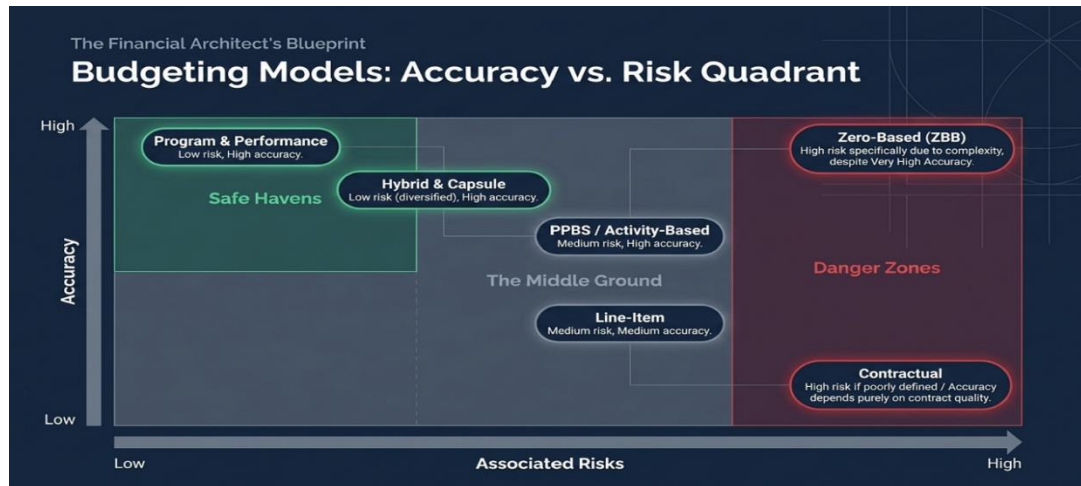 The Financial Architect's Blueprint
Budgeting Models: Accuracy vs. Risk Quadrant
High
Accuracy
Low
Program & Performance
Low risk, High accuracy.
Safe Havens
Hybrid & Capsule
Low risk (diversified), High accuracy.
PPBS / Activity-Based
Medium risk, High accuracy.
The Middle Ground
Line-Item
Medium risk, Medium accuracy.
Zero-Based (ZBB)
High risk specifically due to complexity,
despite Very High Accuracy.
Danger Zones
Contractual
High risk if poorly defined / Accuracy
depends purely on contract quality.
Low
Associated Risks
High